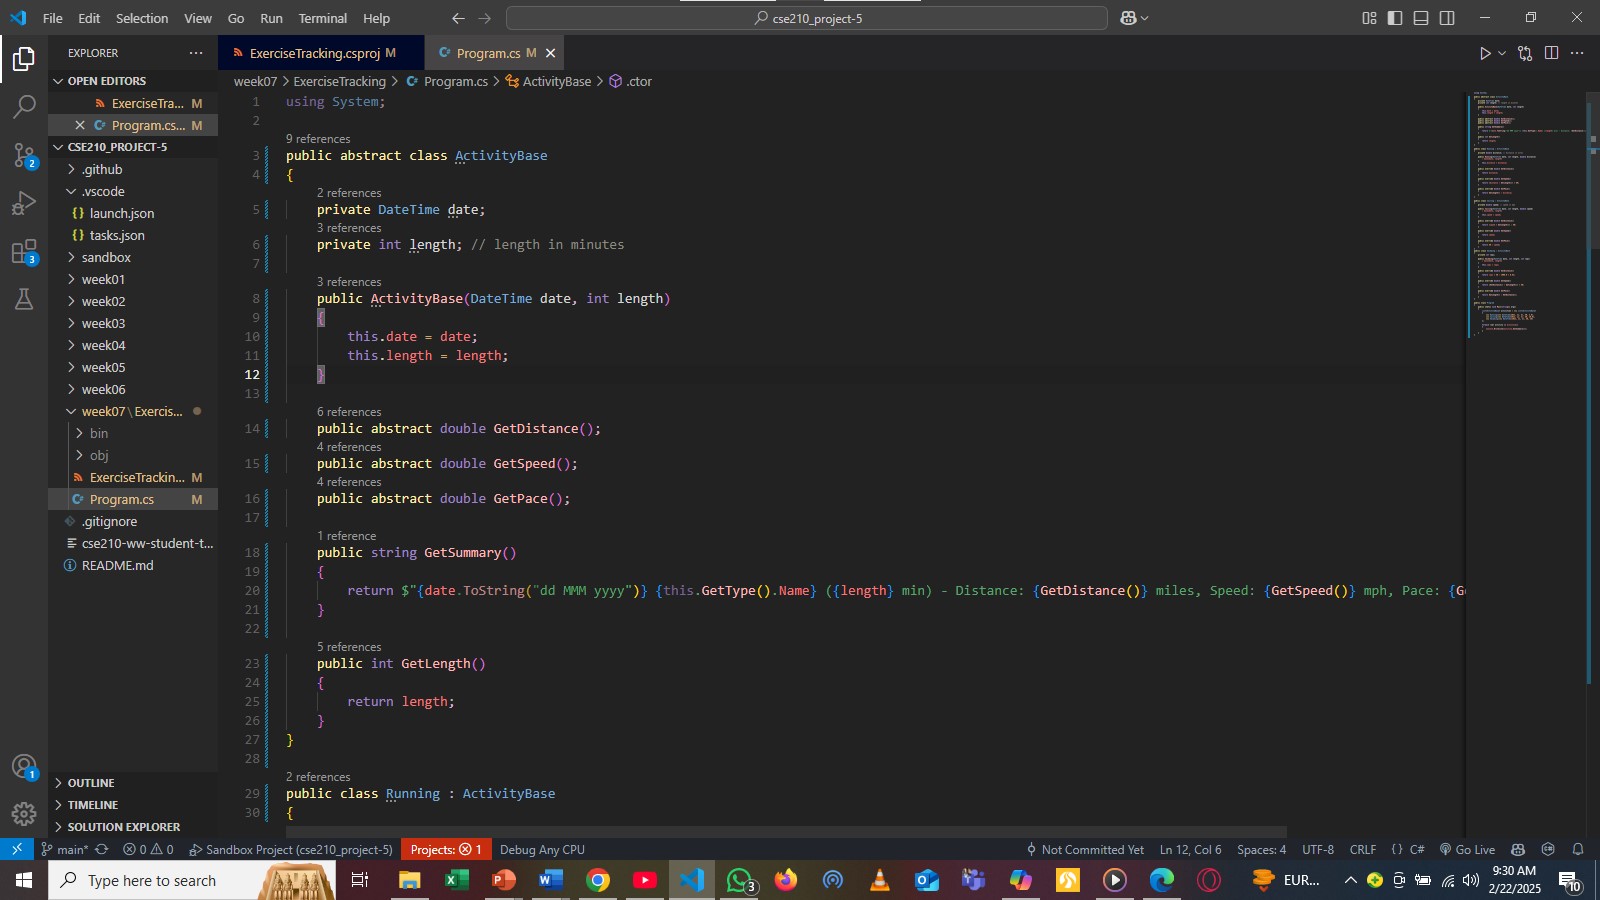 File Edit Selection View Go Run Terminal Help
cse210_project-5
EXPLORER
OPEN EDITORS
ExerciseTra... M
Program.cs... M
CSE210_PROJECT-5
.github
.vscode
launch.json
tasks.json
sandbox
week01
week02
week03
week04
week05
week06
week07\Exercis...
bin
obj
ExerciseTrackin... M
Program.cs M
.gitignore
cse210-ww-student-t...
README.md
OUTLINE
TIMELINE
SOLUTION EXPLORER
ExerciseTracking.csproj M
Program.cs M
week07 > ExerciseTracking > Program.cs > ActivityBase > .ctor
1 using System;
2
9 references
3 public abstract class ActivityBase
4 {
2 references
5 private DateTime date;
3 references
6 private int length; // length in minutes
7
3 references
8 public ActivityBase(DateTime date, int length)
9 {
10 this.date = date;
11 this.length = length;
12 }
13
6 references
14 public abstract double GetDistance();
4 references
15 public abstract double GetSpeed();
4 references
16 public abstract double GetPace();
17
1 reference
18 public string GetSummary()
19 {
20 return $"{date.ToString("dd MMM yyyy")} {this.GetType().Name} ({length} min) - Distance: {GetDistance()} miles, Speed: {GetSpeed()} mph, Pace: {G
21 }
22
5 references
23 public int GetLength()
24 {
25 return length;
26 }
27 }
28
2 references
29 public class Running : ActivityBase
30 {
2
3
1
main* 0 0 Sandbox Project (cse210_project-5) Projects: 1 Debug Any CPU Not Committed Yet Ln 12, Col 6 Spaces: 4 UTF-8 CRLF {} C# Go Live
Type here to search
3
EUR...
9:30 AM
2/22/2025
10